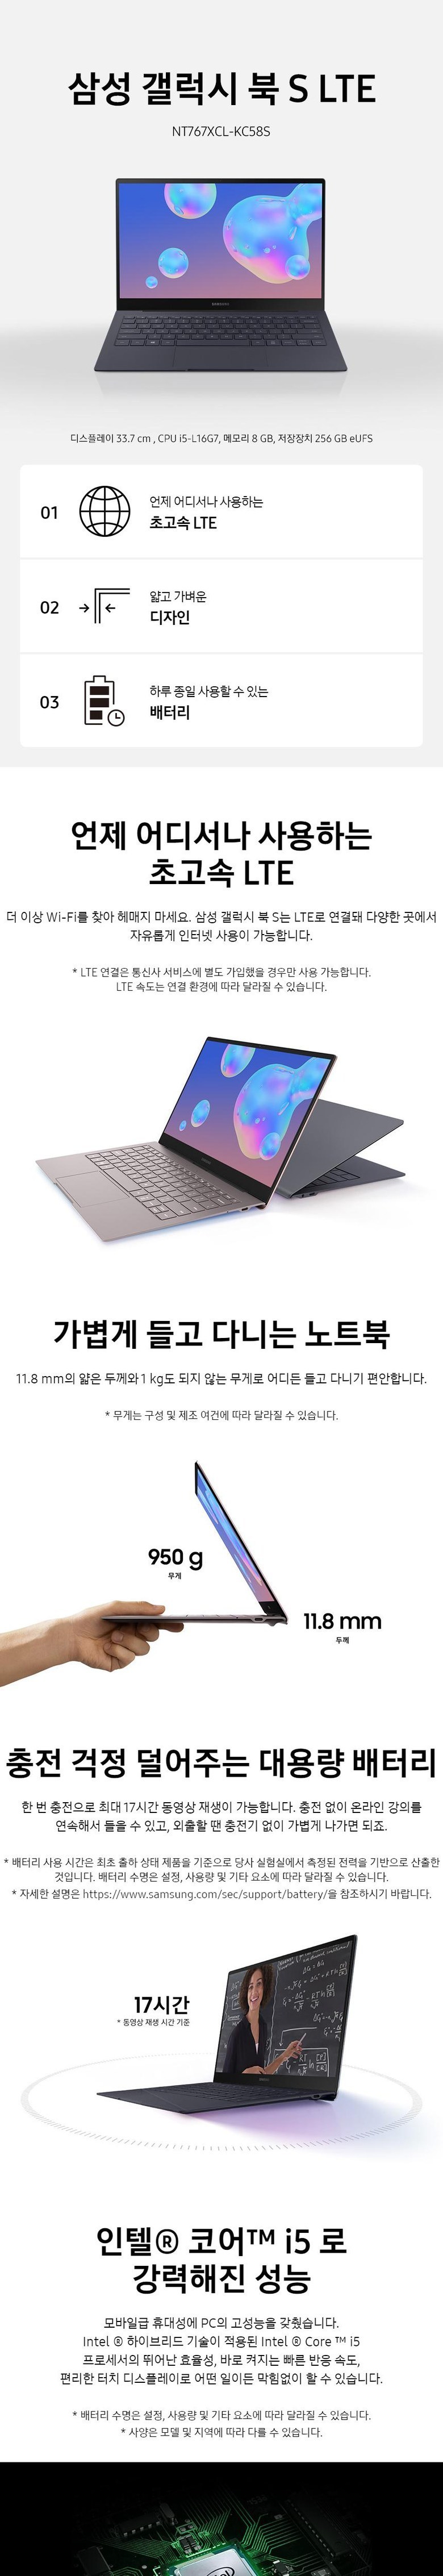 삼성 갤럭시 북 S LTE
NT767XCL-KC58S
SAMSUNG
디스플레이 33.7 cm , CPU i5-L16G7, 메모리 8 GB, 저장장치 256 GB eUFS
01
언제 어디서나 사용하는
초고속 LTE
02
얇고 가벼운
디자인
03
하루 종일 사용할 수 있는
배터리
언제 어디서나 사용하는
초고속 LTE
더 이상 Wi-Fi를 찾아 헤매지 마세요. 삼성 갤럭시 북 S는 LTE로 연결돼 다양한 곳에서
자유롭게 인터넷 사용이 가능합니다.
* LTE 연결은 통신사 서비스에 별도 가입했을 경우만 사용 가능합니다.
LTE 속도는 연결 환경에 따라 달라질 수 있습니다.
가볍게 들고 다니는 노트북
11.8 mm의 얇은 두께와 1 kg도 되지 않는 무게로 어디든 들고 다니기 편안합니다.
* 무게는 구성 및 제조 여건에 따라 달라질 수 있습니다.
950 g
무게
11.8 mm
두께
충전 걱정 덜어주는 대용량 배터리
한 번 충전으로 최대 17시간 동영상 재생이 가능합니다. 충전 없이 온라인 강의를
연속해서 들을 수 있고, 외출할 땐 충전기 없이 가볍게 나가면 되죠.
* 배터리 사용 시간은 최초 출하 상태 제품을 기준으로 당사 실험실에서 측정된 전력을 기반으로 산출한
것입니다. 배터리 수명은 설정, 사용량 및 기타 요소에 따라 달라질 수 있습니다.
* 자세한 설명은 https://www.samsung.com/sec/support/battery/을 참조하시기 바랍니다.
17시간
* 동영상 재생 시간 기준
인텔® 코어™ i5 로
강력해진 성능
모바일급 휴대성에 PC의 고성능을 갖췄습니다.
Intel ® 하이브리드 기술이 적용된 Intel ® Core ™ i5
프로세서의 뛰어난 효율성, 바로 켜지는 빠른 반응 속도,
편리한 터치 디스플레이로 어떤 일이든 막힘없이 할 수 있습니다.
* 배터리 수명은 설정, 사용량 및 기타 요소에 따라 달라질 수 있습니다.
* 사양은 모델 및 지역에 따라 다를 수 있습니다.